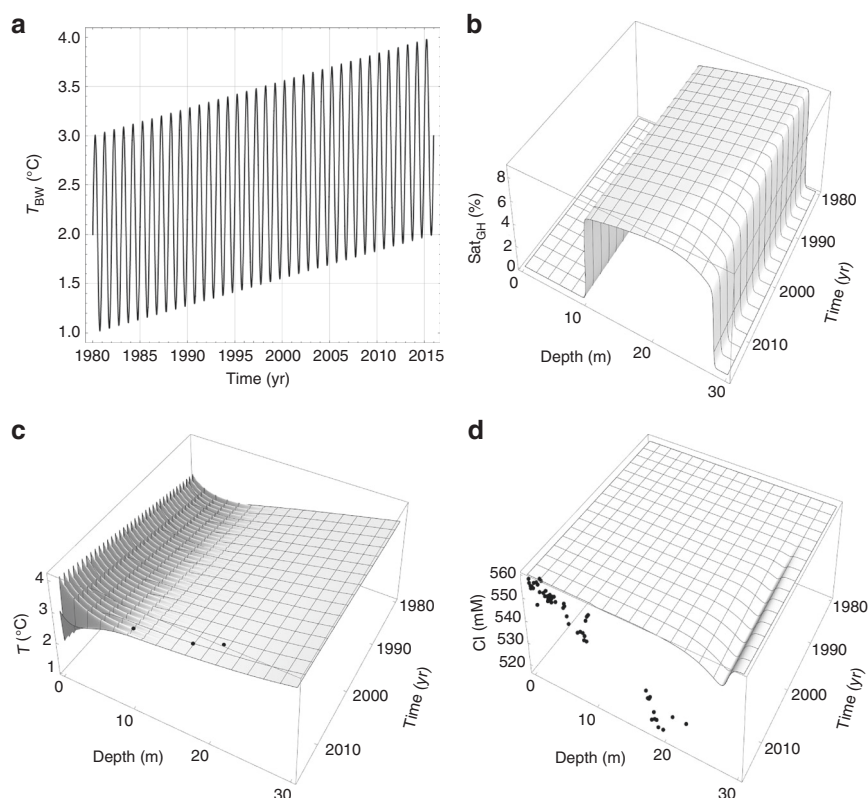 a
4.0
3.5
3.0
2.5
2.0
1.5
1.0
T_BW (°C)
1980 1985 1990 1995 2000 2005 2010 2015
Time (yr)
b
8
6
4
2
0
Sat_GH (%)
0
10
20
30
Depth (m)
1980
1990
2000
2010
Time (yr)
c
4
3
2
1
T (°C)
0
10
20
30
Depth (m)
1980
1990
2000
2010
Time (yr)
d
560
550
540
530
520
Cl (mM)
0
10
20
30
Depth (m)
1980
1990
2000
2010
Time (yr)